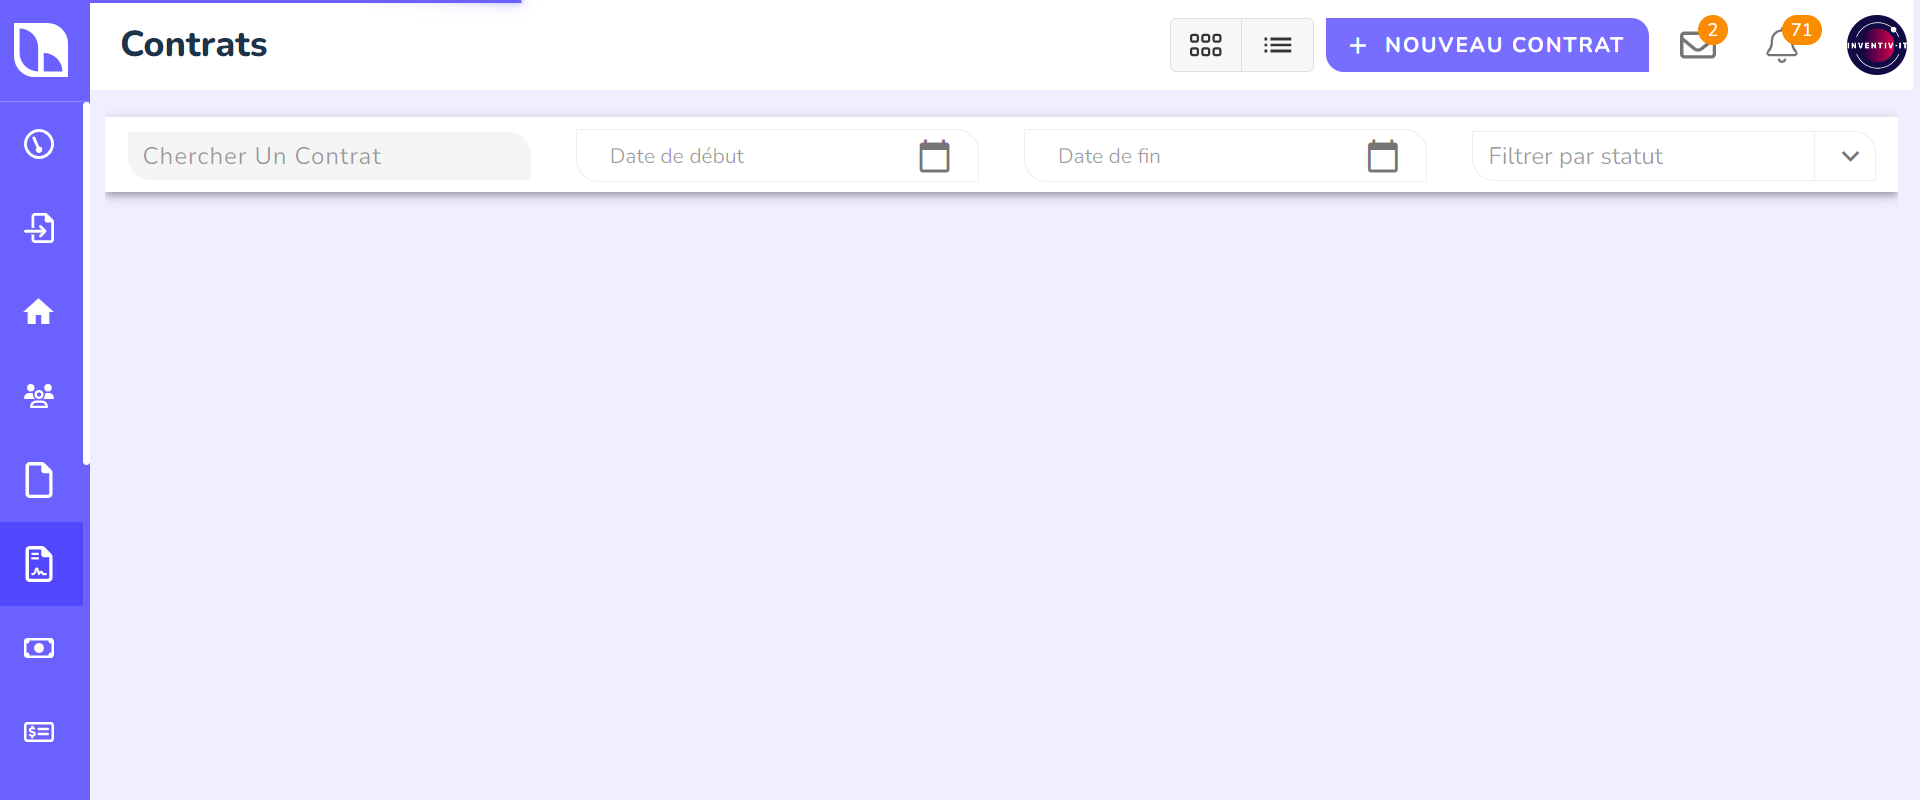 Contrats
NOUVEAU CONTRAT
2
71
INVENTIV-IT
Chercher Un Contrat
Date de début
Date de fin
Filtrer par statut